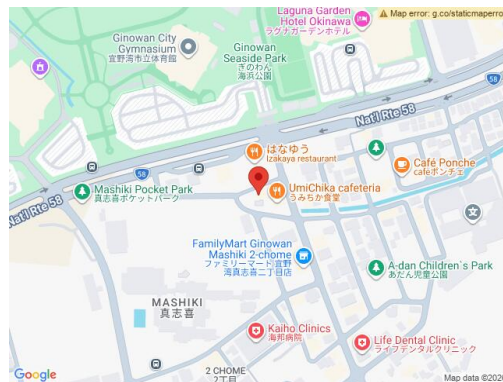 Laguna Garden
Hotel Okinawa
ラグナガーデンホテル
Map error: g.co/staticmaperro
Ginowan City
Gymnasium
宜野湾市立体育館
Ginowan
Seaside Park
ぎのわん
海浜公園
58
Nat'l Rte 58
はなゆう
Izakaya restaurant
Café Ponche
cafeポンチェ
58
Mashiki Pocket Park
真志喜ポケットパーク
UmiChika cafeteria
うみちか食堂
Nat'l Rte 58
FamilyMart Ginowan
Mashiki 2-chome
ファミリーマート 宜野
湾真志喜二丁目店
A-dan Children's Park
あだん児童公園
MASHIKI
真志喜
Kaiho Clinics
海邦病院
Life Dental Clinic
ライフデンタルクリニック
2 CHOME
2丁目
Google
Map data ©202